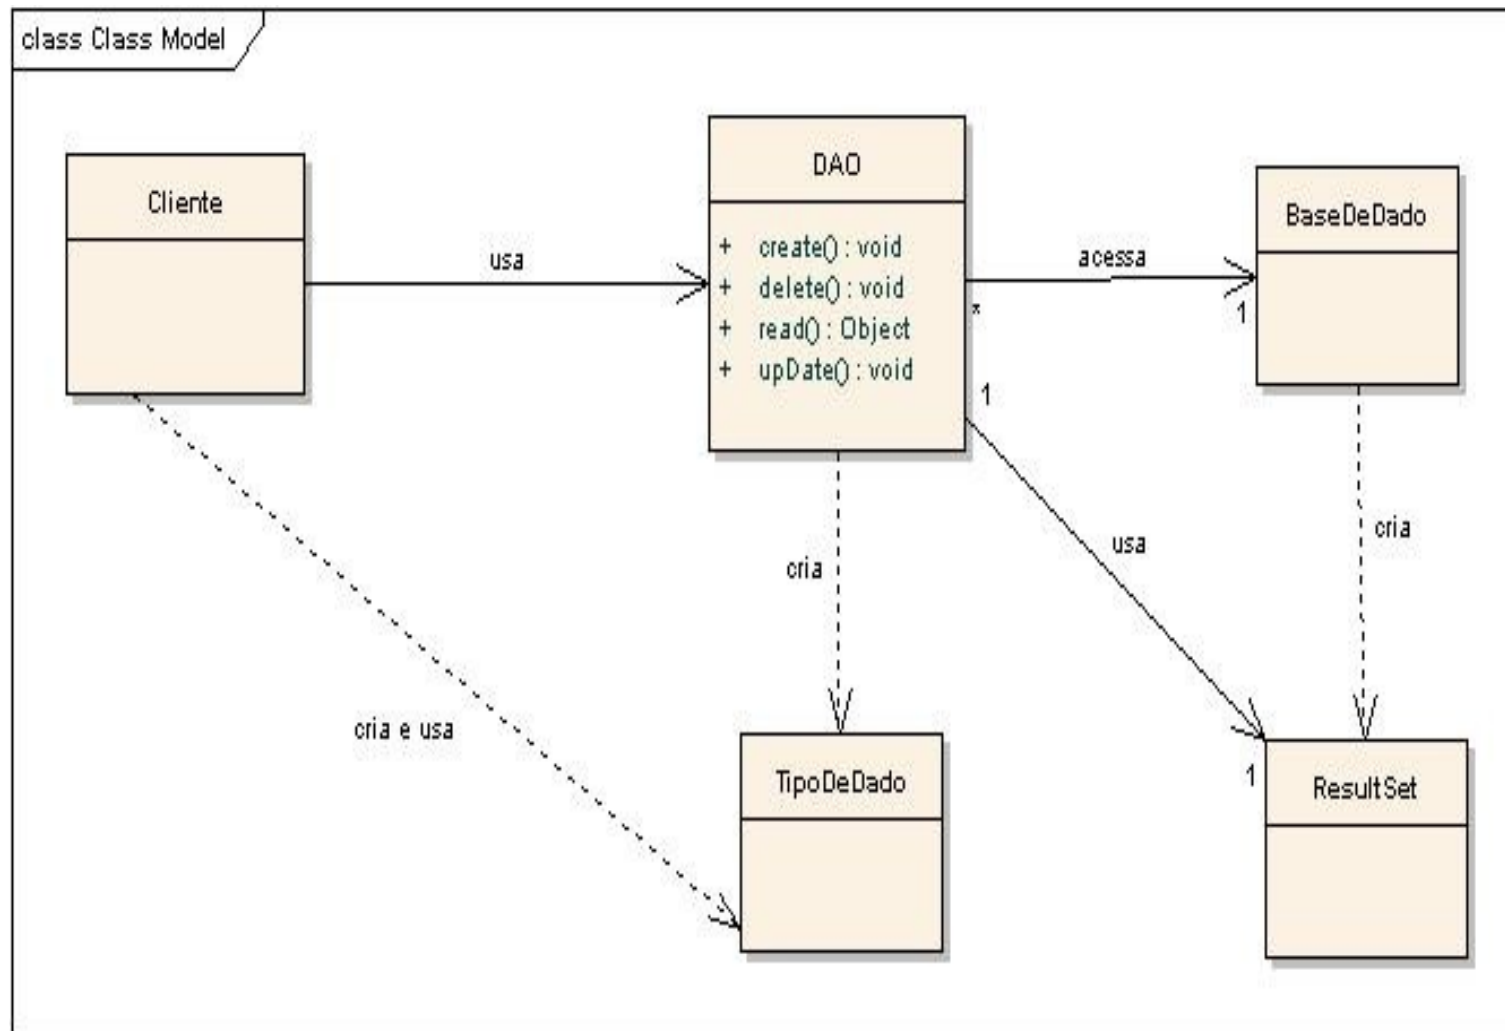 class Class Model
Cliente
usa
DAO
+ create() : void
+ delete() : void
+ read() : Object
+ upDate() : void
acessa
*
1
BaseDeDado
1
usa
1
cria
cria
cria e usa
TipoDeDado
ResultSet